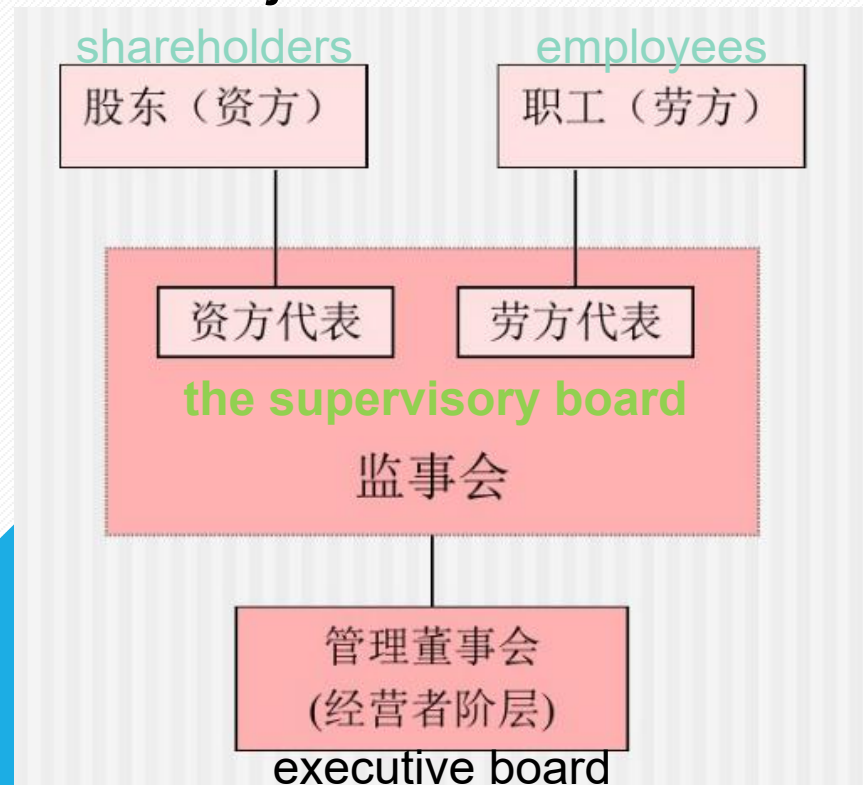 shareholders
employees
股东（资方）
职工（劳方）
资方代表
劳方代表
the supervisory board
监事会
管理董事会
(经营者阶层)
executive board